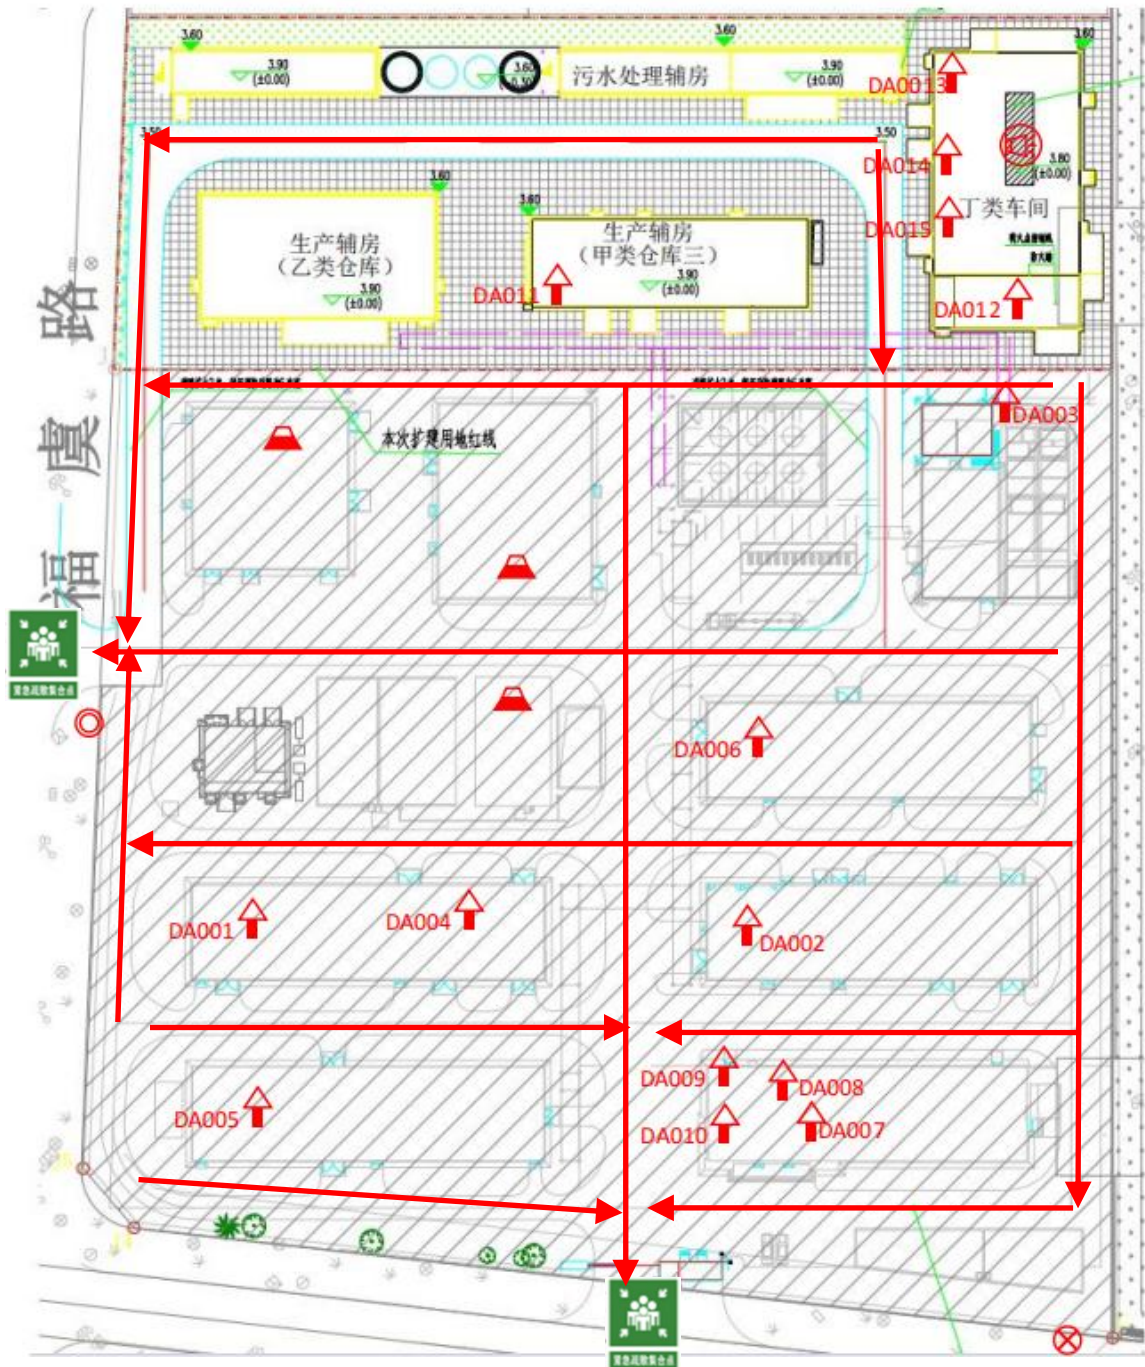 3.60
3.60
3.60
3.90
(±0.00)
3.60
污水处理辅房
3.90
(±0.00)
DA0013
3.50
3.50
DA014
3.80
(±0.00)
3.60
3.60
丁类车间
生产辅房
(乙类仓库)
3.90
(±0.00)
生产辅房
(甲类仓库三)
3.90
(±0.00)
DA015
DA011
DA012
路
虞
福
本次扩建用地红线
DA003
紧急疏散集合点
DA006
DA001
DA004
DA002
DA009
DA008
DA005
DA010
DA007
紧急疏散集合点